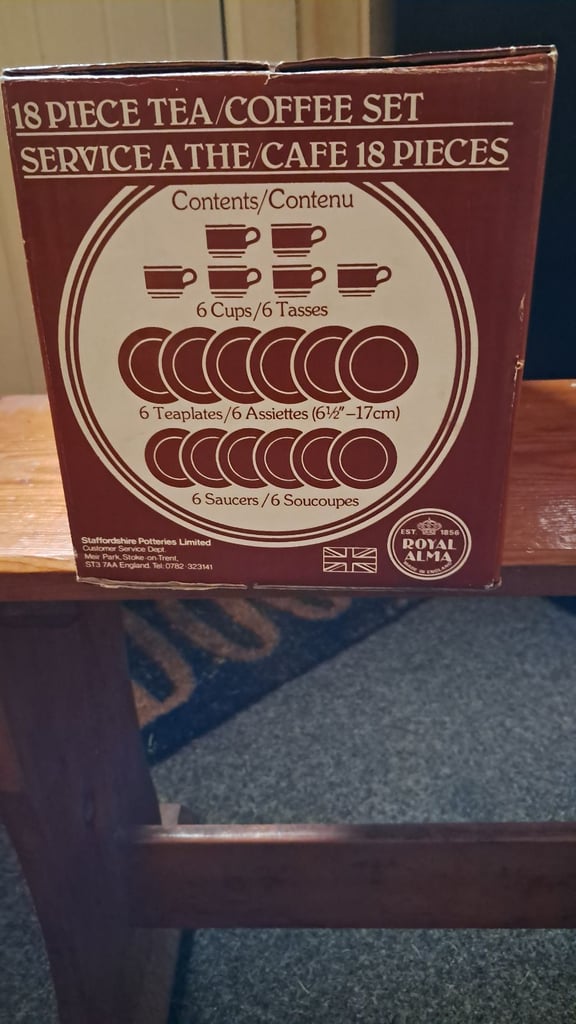 18 PIECE TEA/COFFEE SET
SERVICE A THE/CAFE 18 PIECES
Contents/Contenu
6 Cups/6 Tasses
6 Teaplates/6 Assiettes (6½″–17cm)
6 Saucers/6 Soucoupes
Staffordshire Potteries Limited
Customer Service Dept.
Meir Park, Stoke-on-Trent,
ST3 7AA England. Tel: 0782-323141
EST. 1856
ROYAL
ALMA
MADE IN ENGLAND